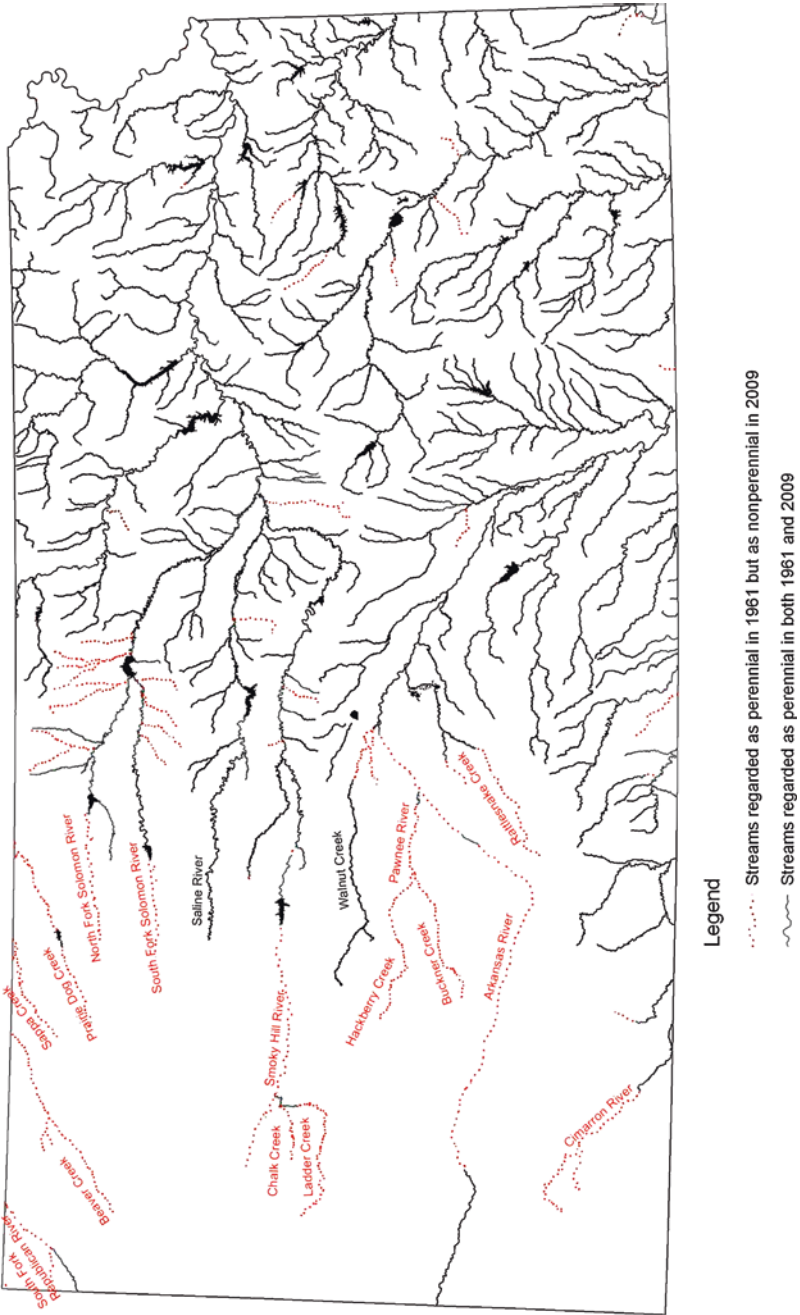 South Fork
Republican River
Beaver Creek
Sappa Creek
Prairie Dog Creek
North Fork Solomon River
South Fork Solomon River
Saline River
Smoky Hill River
Chalk Creek
Ladder Creek
Walnut Creek
Hackberry Creek
Pawnee River
Buckner Creek
Rattlesnake Creek
Arkansas River
Cimarron River
Legend
Streams regarded as perennial in 1961 but as nonperennial in 2009
Streams regarded as perennial in both 1961 and 2009